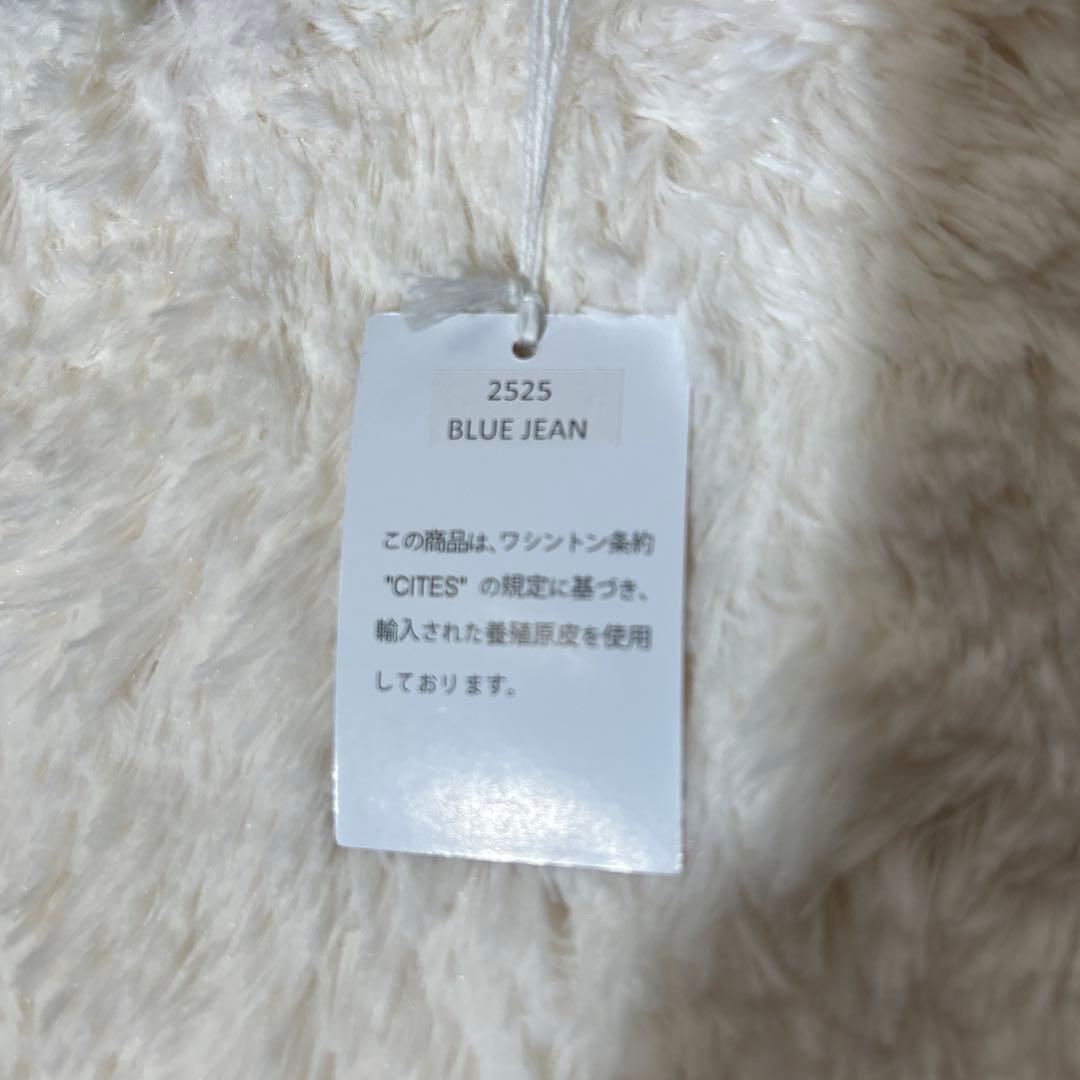 2525
BLUE JEAN
この商品は、ワシントン条約
"CITES" の規定に基づき、
輸入された養殖原皮を使用
しております。